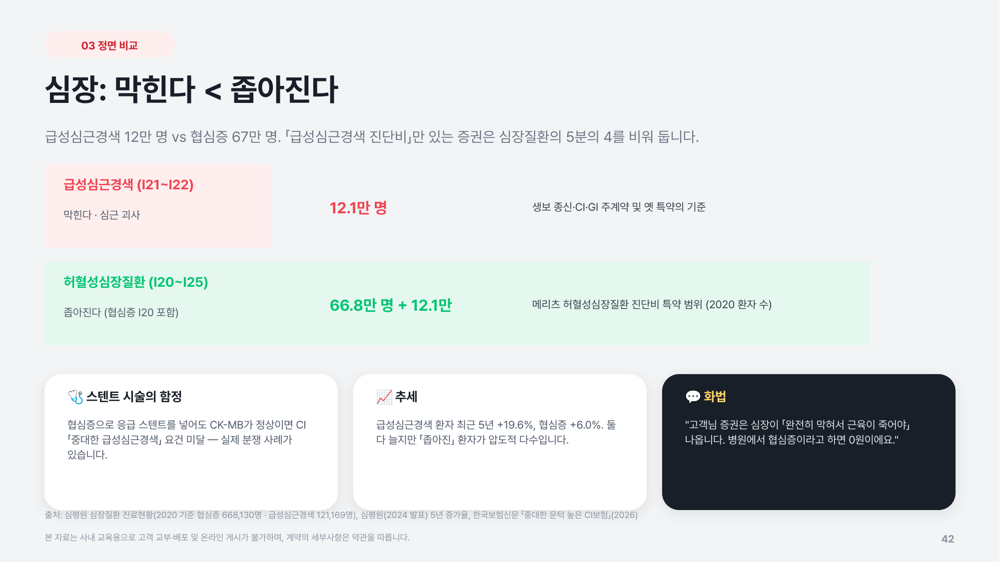 03 정면 비교
심장: 막힌다 < 좁아진다
급성심근경색 12만 명 vs 협심증 67만 명. 「급성심근경색 진단비」만 있는 증권은 심장질환의 5분의 4를 비워 둡니다.
급성심근경색 (I21~I22)
막힌다 · 심근 괴사
12.1만 명
생보 종신·CI·GI 주계약 및 옛 특약의 기준
허혈성심장질환 (I20~I25)
좁아진다 (협심증 I20 포함)
66.8만 명 + 12.1만
메리츠 허혈성심장질환 진단비 특약 범위 (2020 환자 수)
🩺 스텐트 시술의 함정
협심증으로 응급 스텐트를 넣어도 CK-MB가 정상이면 CI
「중대한 급성심근경색」 요건 미달 — 실제 분쟁 사례가
있습니다.
📈 추세
급성심근경색 환자 최근 5년 +19.6%, 협심증 +6.0%. 둘
다 늘지만 「좁아진」 환자가 압도적 다수입니다.
💬 화법
"고객님 증권은 심장이 「완전히 막혀서 근육이 죽어야」
나옵니다. 병원에서 협심증이라고 하면 0원이에요."
출처: 심평원 심장질환 진료현황(2020 기준 협심증 668,130명 · 급성심근경색 121,169명), 심평원(2024 발표) 5년 증가율, 한국보험신문 「중대한 문턱 높은 CI보험」(2026)
본 자료는 사내 교육용으로 고객 교부·배포 및 온라인 게시가 불가하며, 계약의 세부사항은 약관을 따릅니다.
42